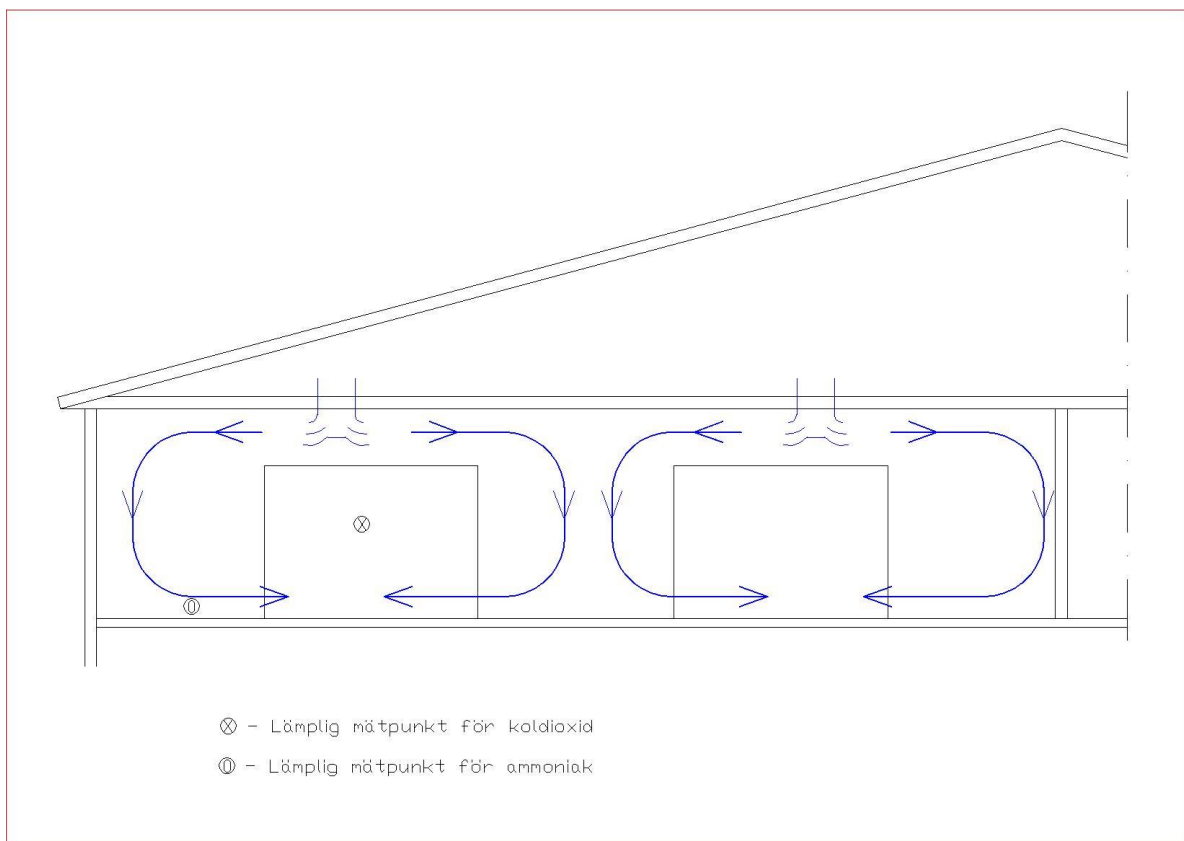 ⊗ - Lämplig mätpunkt för koldioxid
⓪ - Lämplig mätpunkt för ammoniak